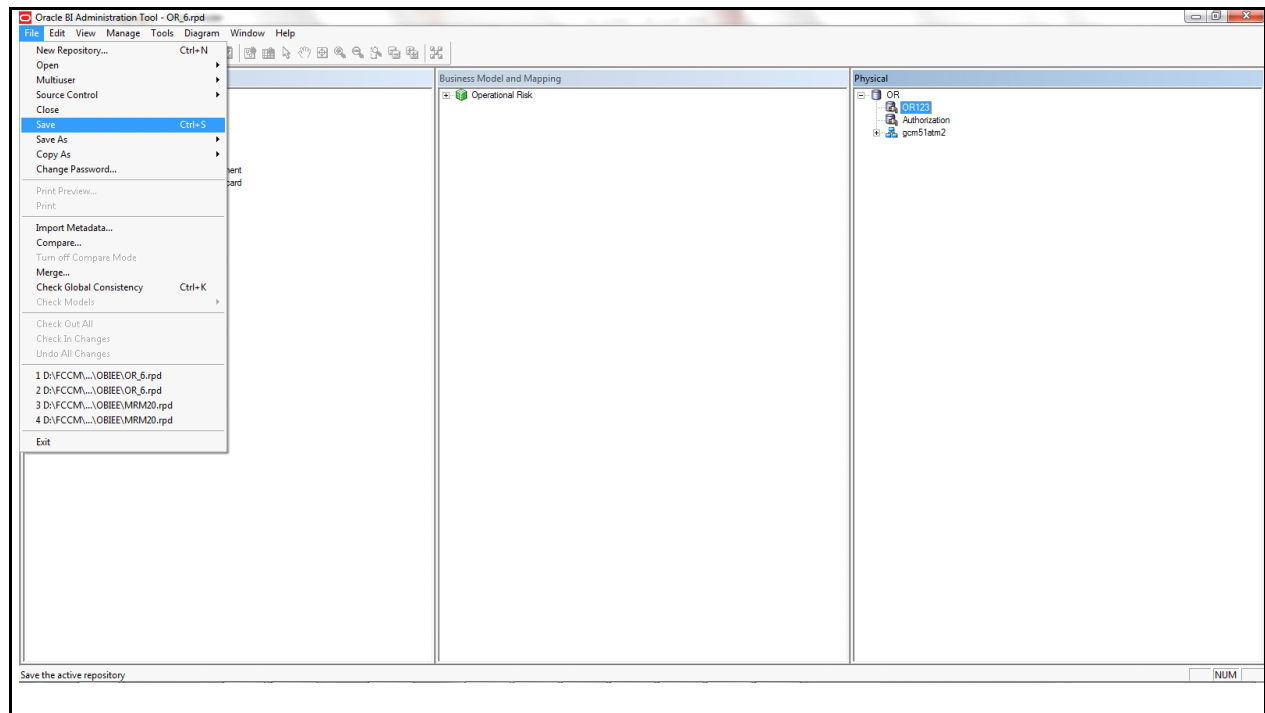 Oracle BI Administration Tool - OR_6.rpd
File Edit View Manage Tools Diagram Window Help
New Repository... Ctrl+N
Open
Multiuser
Source Control
Close
Save Ctrl+S
Save As
Copy As
Change Password...
Print Preview...
Print
Import Metadata...
Compare...
Turn off Compare Mode
Merge...
Check Global Consistency Ctrl+K
Check Models
Check Out All
Check In Changes
Undo All Changes
1 D:\FCCM\...\OBIEE\OR_6.rpd
2 D:\FCCM\...\OBIEE\OR_6.rpd
3 D:\FCCM\...\OBIEE\MRM20.rpd
4 D:\FCCM\...\OBIEE\MRM20.rpd
Exit
Business Model and Mapping
Operational Risk
Physical
OR
OR123
Authorization
gcm51atm2
Save the active repository
NUM